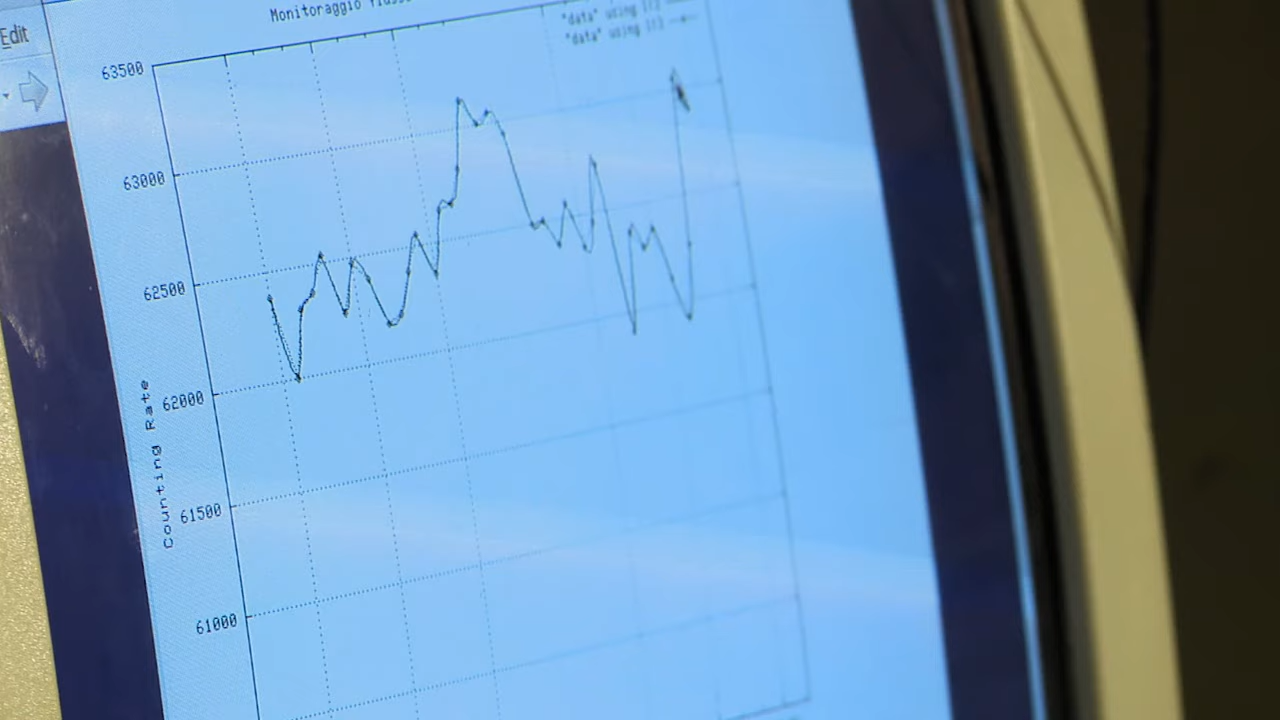 Edit
Monitoraggio
"data" using
"data" using
63500
63000
62500
62000
61500
61000
Counting Rate